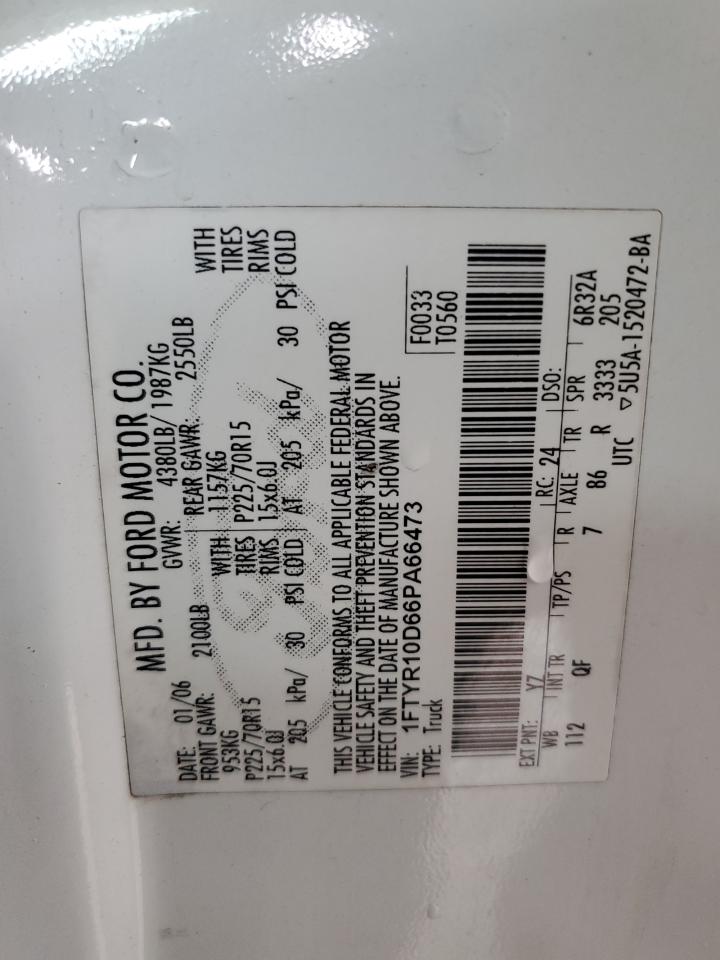 MFD. BY FORD MOTOR CO.
DATE: 01/06 GVWR: 4380LB/ 1987KG
FRONT GAWR: 2100LB REAR GAWR: 2550LB
953KG WITH 1157KG WITH
P225/70R15 TIRES P225/70R15 TIRES
15x6.0J RIMS 15x6.0J RIMS
AT 205 kPa/ 30 PSI COLD AT 205 kPa/ 30 PSI COLD
THIS VEHICLE CONFORMS TO ALL APPLICABLE FEDERAL MOTOR
VEHICLE SAFETY AND THEFT PREVENTION STANDARDS IN
EFFECT ON THE DATE OF MANUFACTURE SHOWN ABOVE.
VIN: 1FTYR10D66PA66473 F0033
TYPE: Truck T0560
EXT PNT: YZ RC: 24 DSO:
WB INT TR TP/PS R AXLE TR SPR 6R32A
112 QF 7 86 R 3333 205
UTC ▽5U5A-1520472-BA